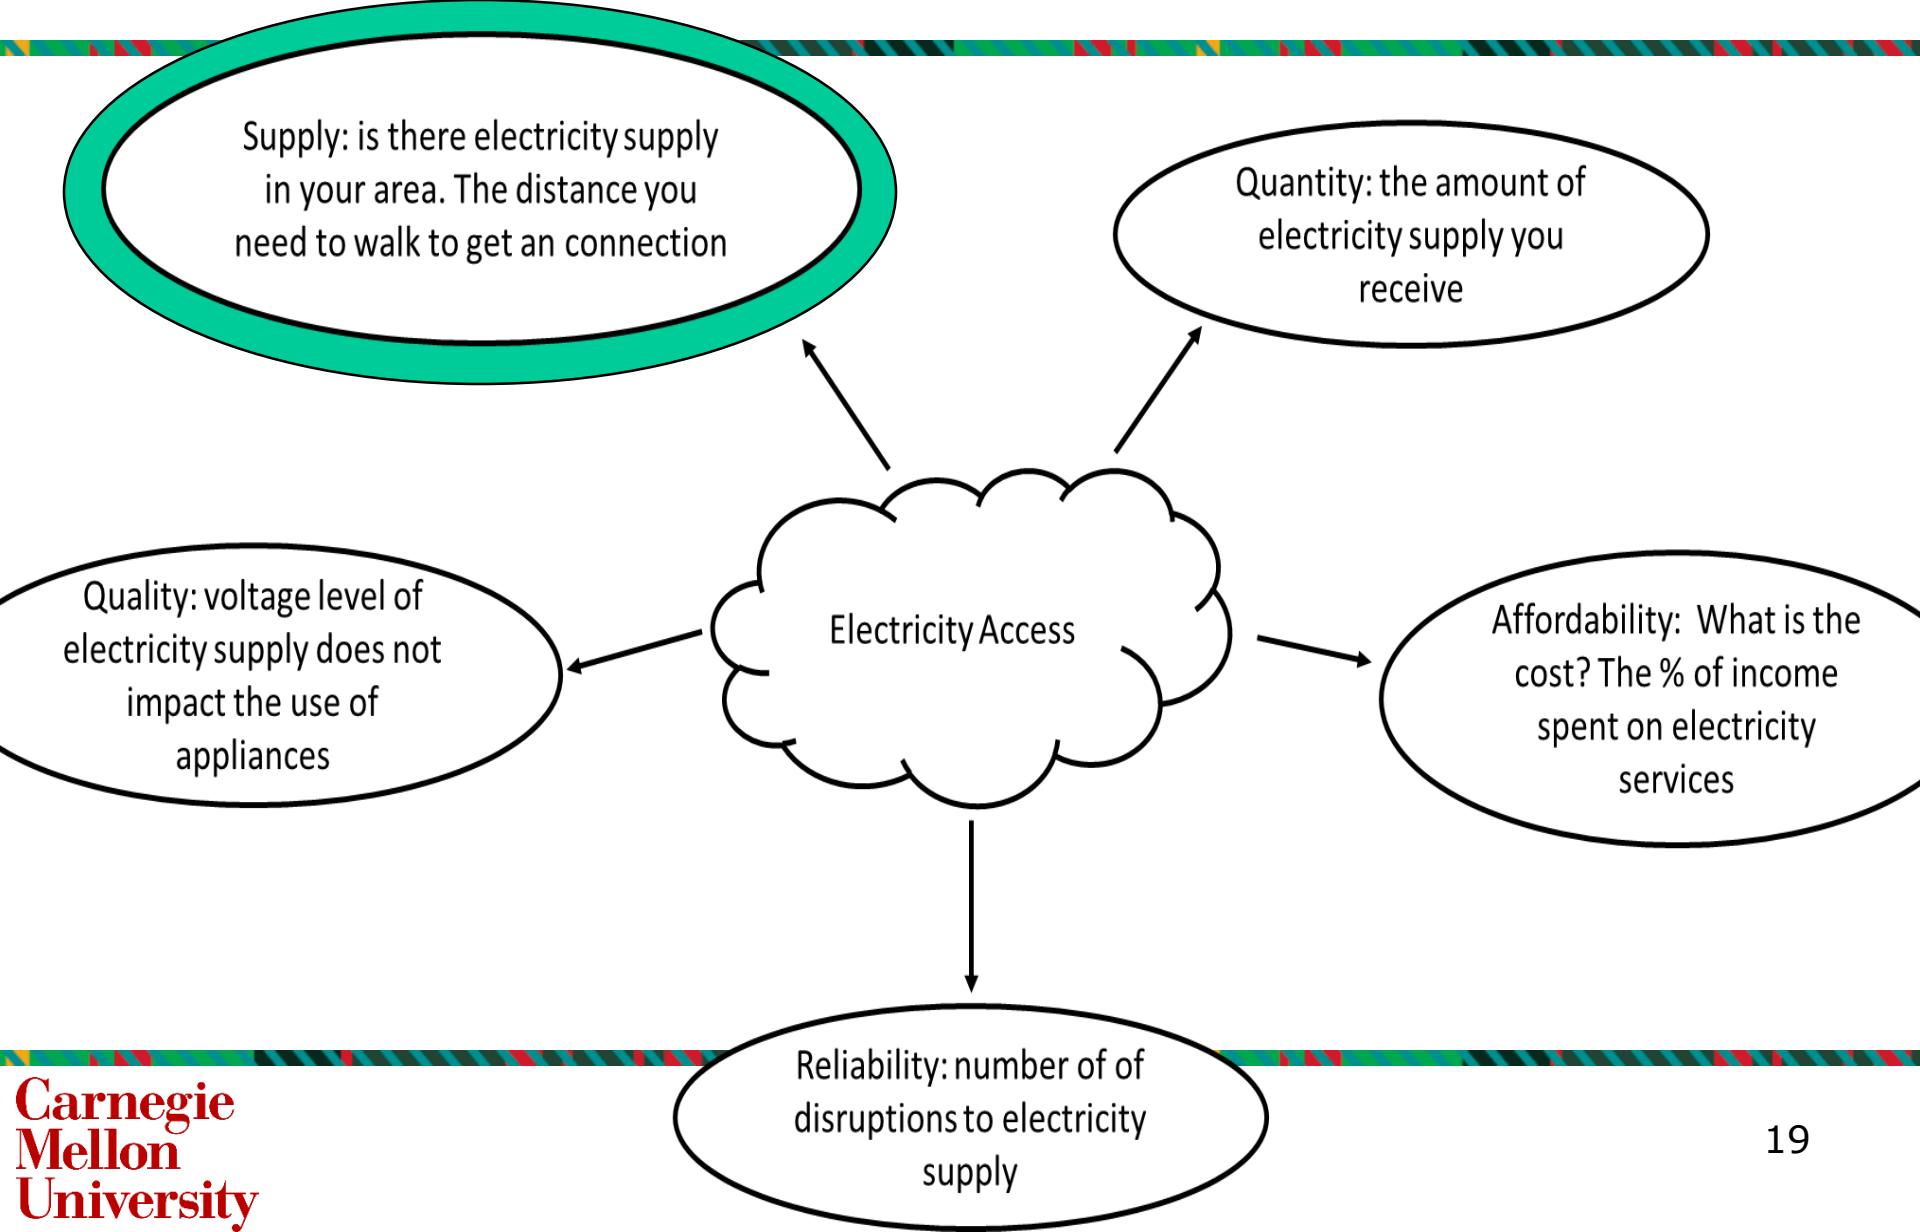 Supply: is there electricity supply
in your area. The distance you
need to walk to get an connection
Quantity: the amount of
electricity supply you
receive
Electricity Access
Quality: voltage level of
electricity supply does not
impact the use of
appliances
Affordability:  What is the
cost? The % of income
spent on electricity
services
Reliability: number of of
disruptions to electricity
supply
Carnegie
Mellon
University
19